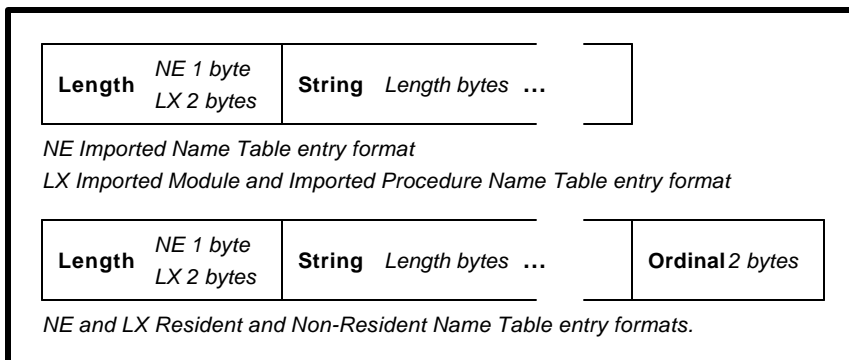 Length NE 1 byte LX 2 bytes String Length bytes ...
NE Imported Name Table entry format
LX Imported Module and Imported Procedure Name Table entry format
Length NE 1 byte LX 2 bytes String Length bytes ... Ordinal 2 bytes
NE and LX Resident and Non-Resident Name Table entry formats.